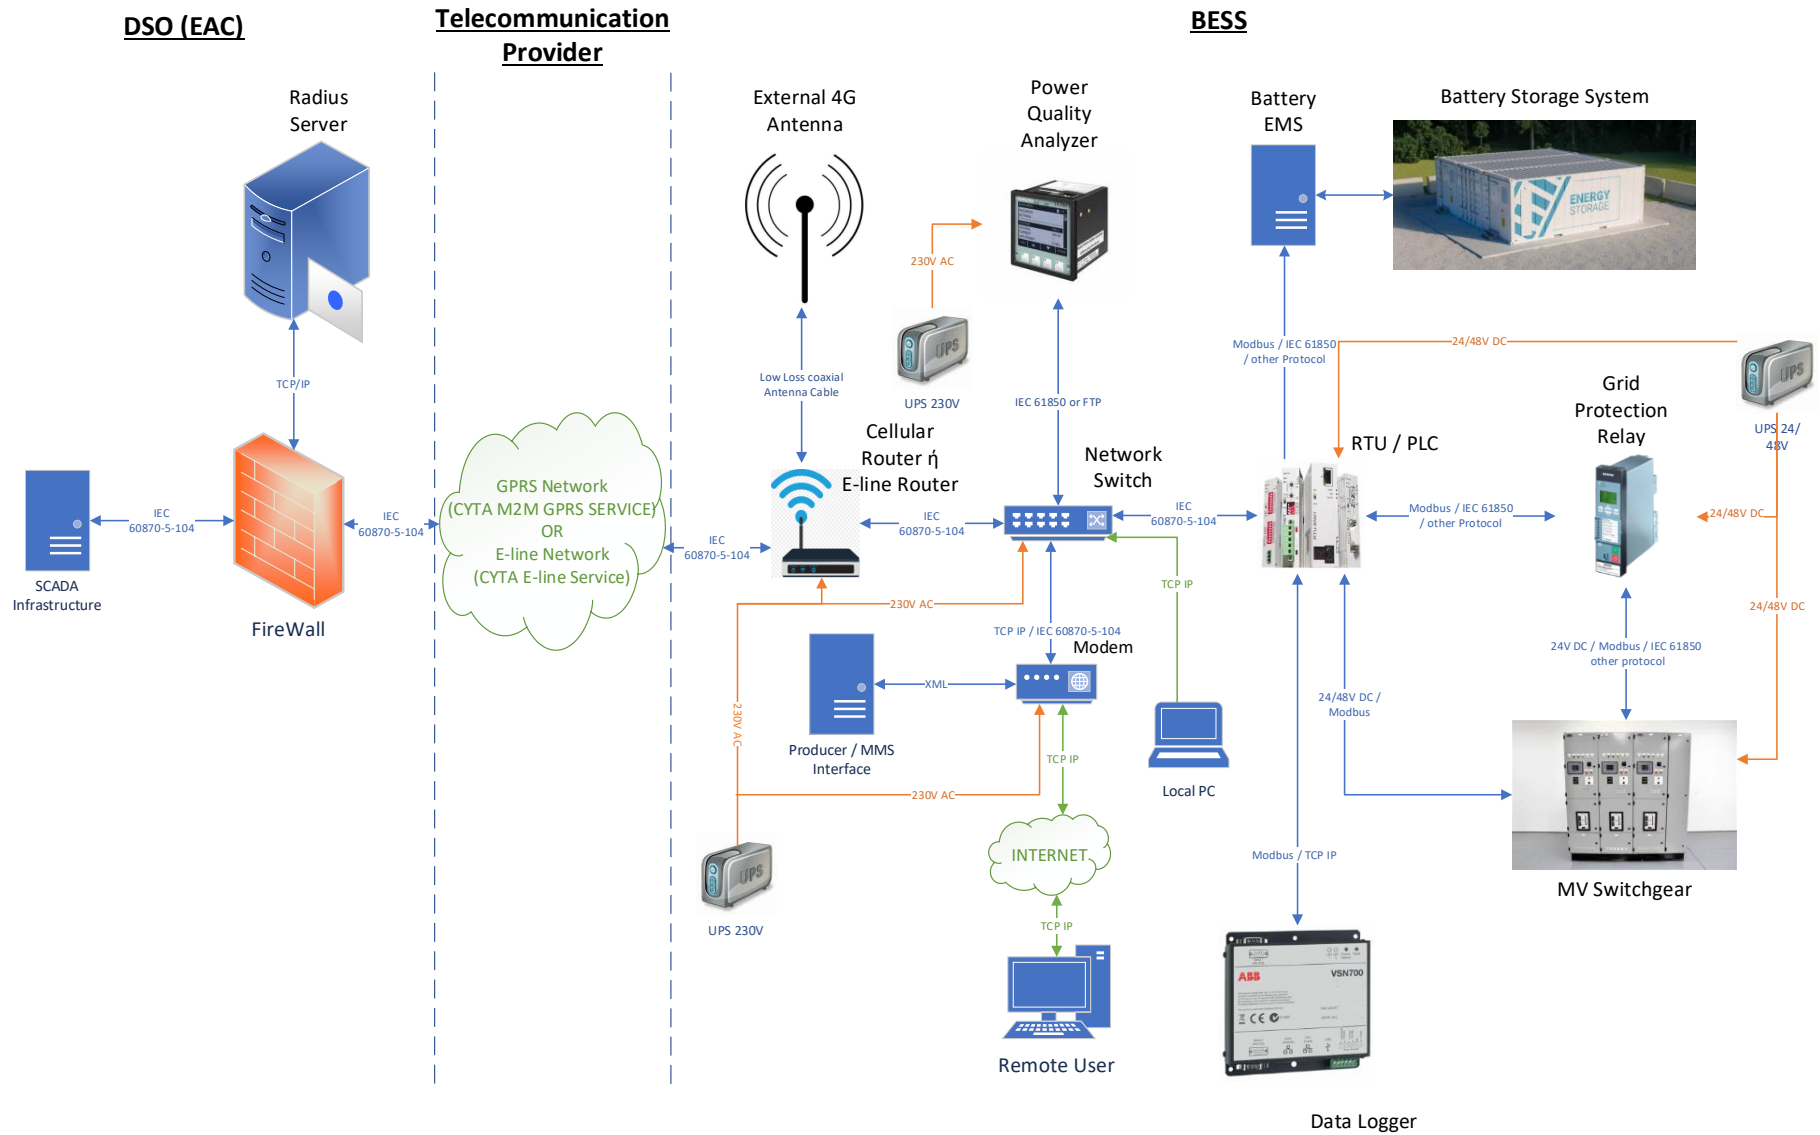 DSO (EAC)
Telecommunication
Provider
BESS
Radius
Server
External 4G
Antenna
Power
Quality
Analyzer
Battery
EMS
Battery Storage System
ENERGY
STORAGE
230V AC
UPS
UPS 230V
TCP/IP
Low Loss coaxial
Antenna Cable
IEC 61850 or FTP
Modbus / IEC 61850
/ other Protocol
24/48V DC
UPS
UPS 24/
48V
Grid
Protection
Relay
Cellular
Router ή
E-line Router
Network
Switch
RTU / PLC
SCADA
Infrastructure
IEC
60870-5-104
FireWall
IEC
60870-5-104
GPRS Network
(CYTA M2M GPRS SERVICE)
OR
E-line Network
(CYTA E-line Service)
IEC
60870-5-104
IEC
60870-5-104
IEC
60870-5-104
Modbus / IEC 61850
/ other Protocol
24/48V DC
TCP IP
230V AC
24/48V DC
TCP IP / IEC 60870-5-104
Modem
24V DC / Modbus / IEC 61850
other protocol
XML
230V AC
24/48V DC /
Modbus
Producer / MMS
Interface
TCP IP
230V AC
Local PC
MV Switchgear
UPS
UPS 230V
INTERNET
TCP IP
Modbus / TCP IP
Remote User
ABB
VSN700
Data Logger